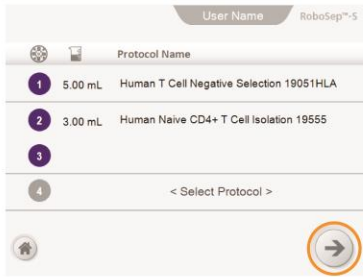 User Name RoboSep™-S
Protocol Name
1 5.00 mL Human T Cell Negative Selection 19051HLA
2 3.00 mL Human Naive CD4+ T Cell Isolation 19555
3
4 < Select Protocol >